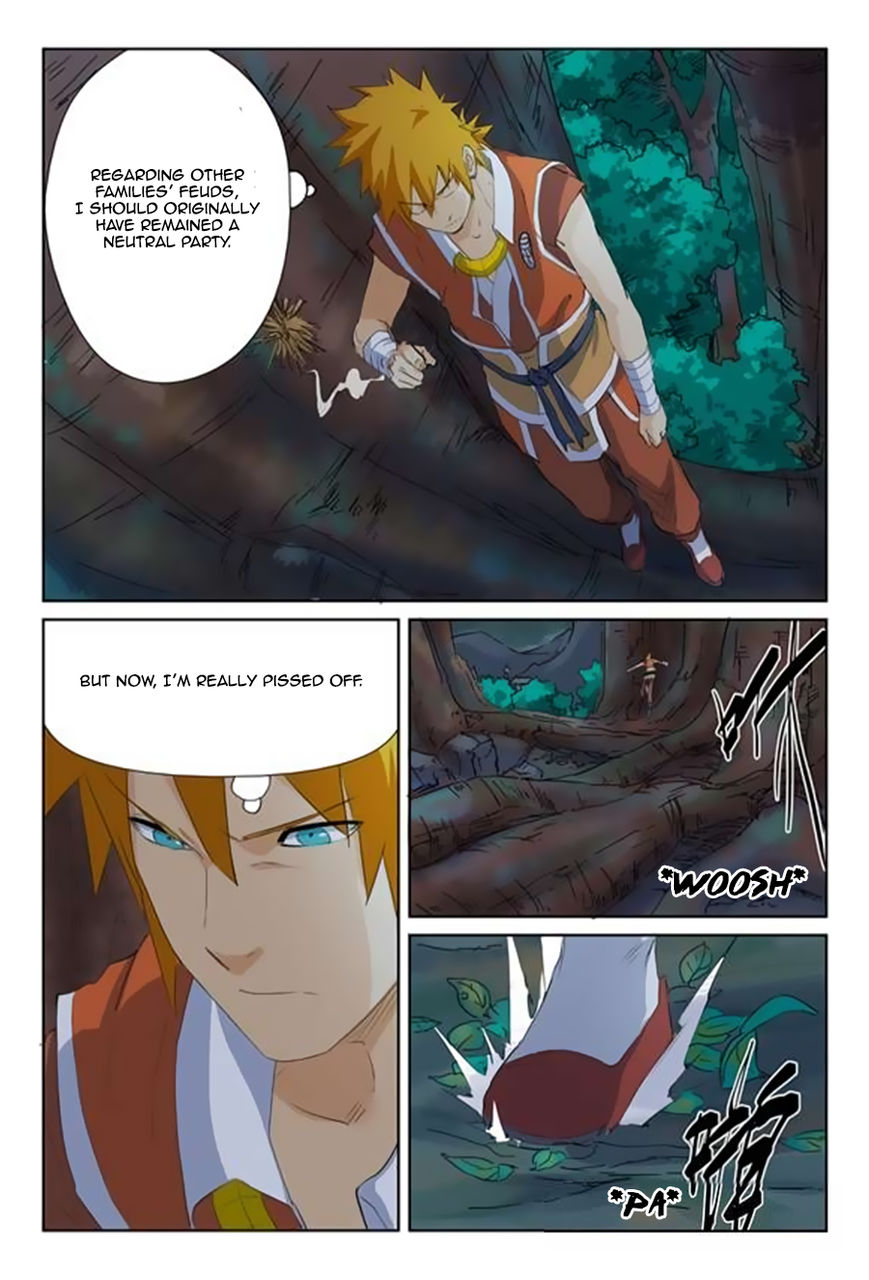 REGARDING OTHER
FAMILIES' FEUDS,
I SHOULD ORIGINALLY
HAVE REMAINED A
NEUTRAL PARTY.
BUT NOW, I'M REALLY PISSED OFF.
*WOOSH*
*PA*